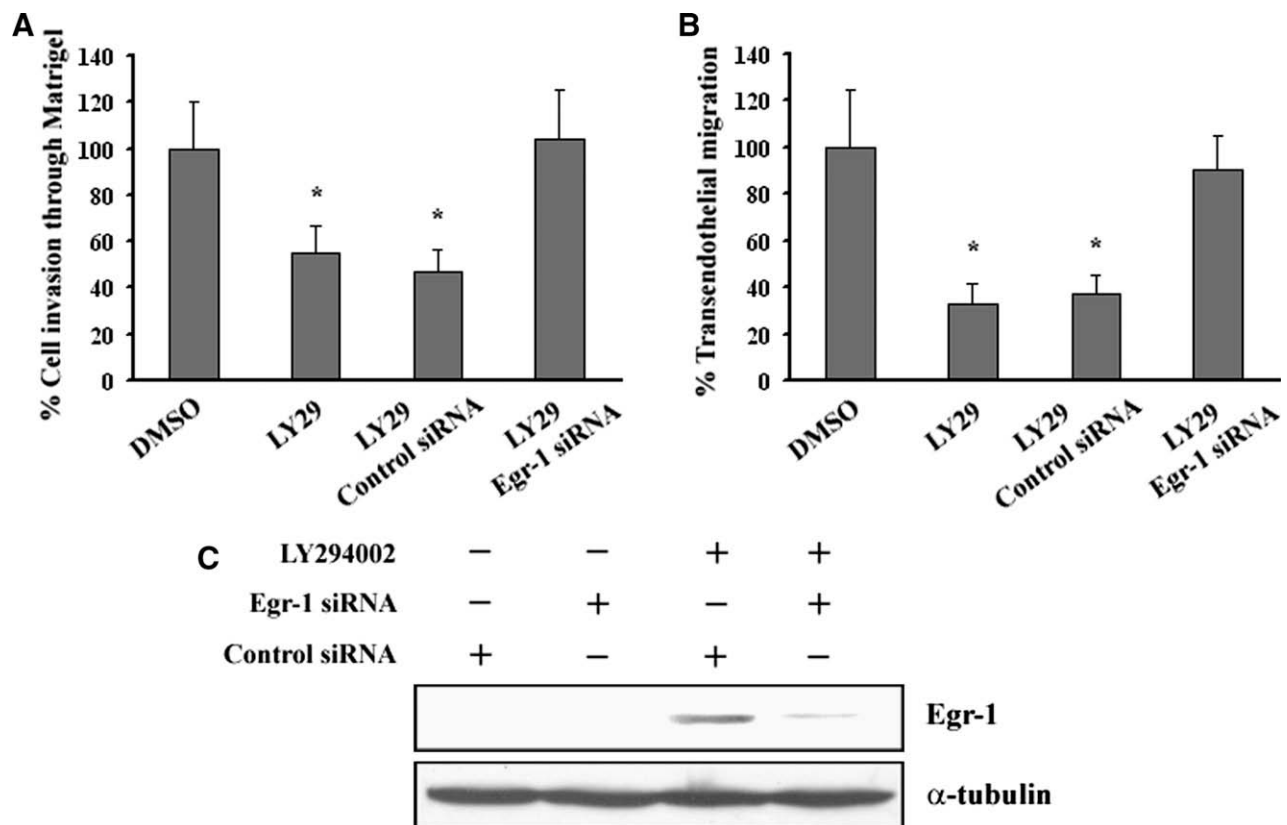 A
% Cell invasion through Matrigel
140
120
100
80
60
40
20
0
*
*
DMSO
LY29
LY29
Control siRNA
LY29
Egr-1 siRNA
B
% Transendothelial migration
140
120
100
80
60
40
20
0
*
*
DMSO
LY29
LY29
Control siRNA
LY29
Egr-1 siRNA
C
LY294002 − − + +
Egr-1 siRNA − + − +
Control siRNA + − + −
Egr-1
α-tubulin